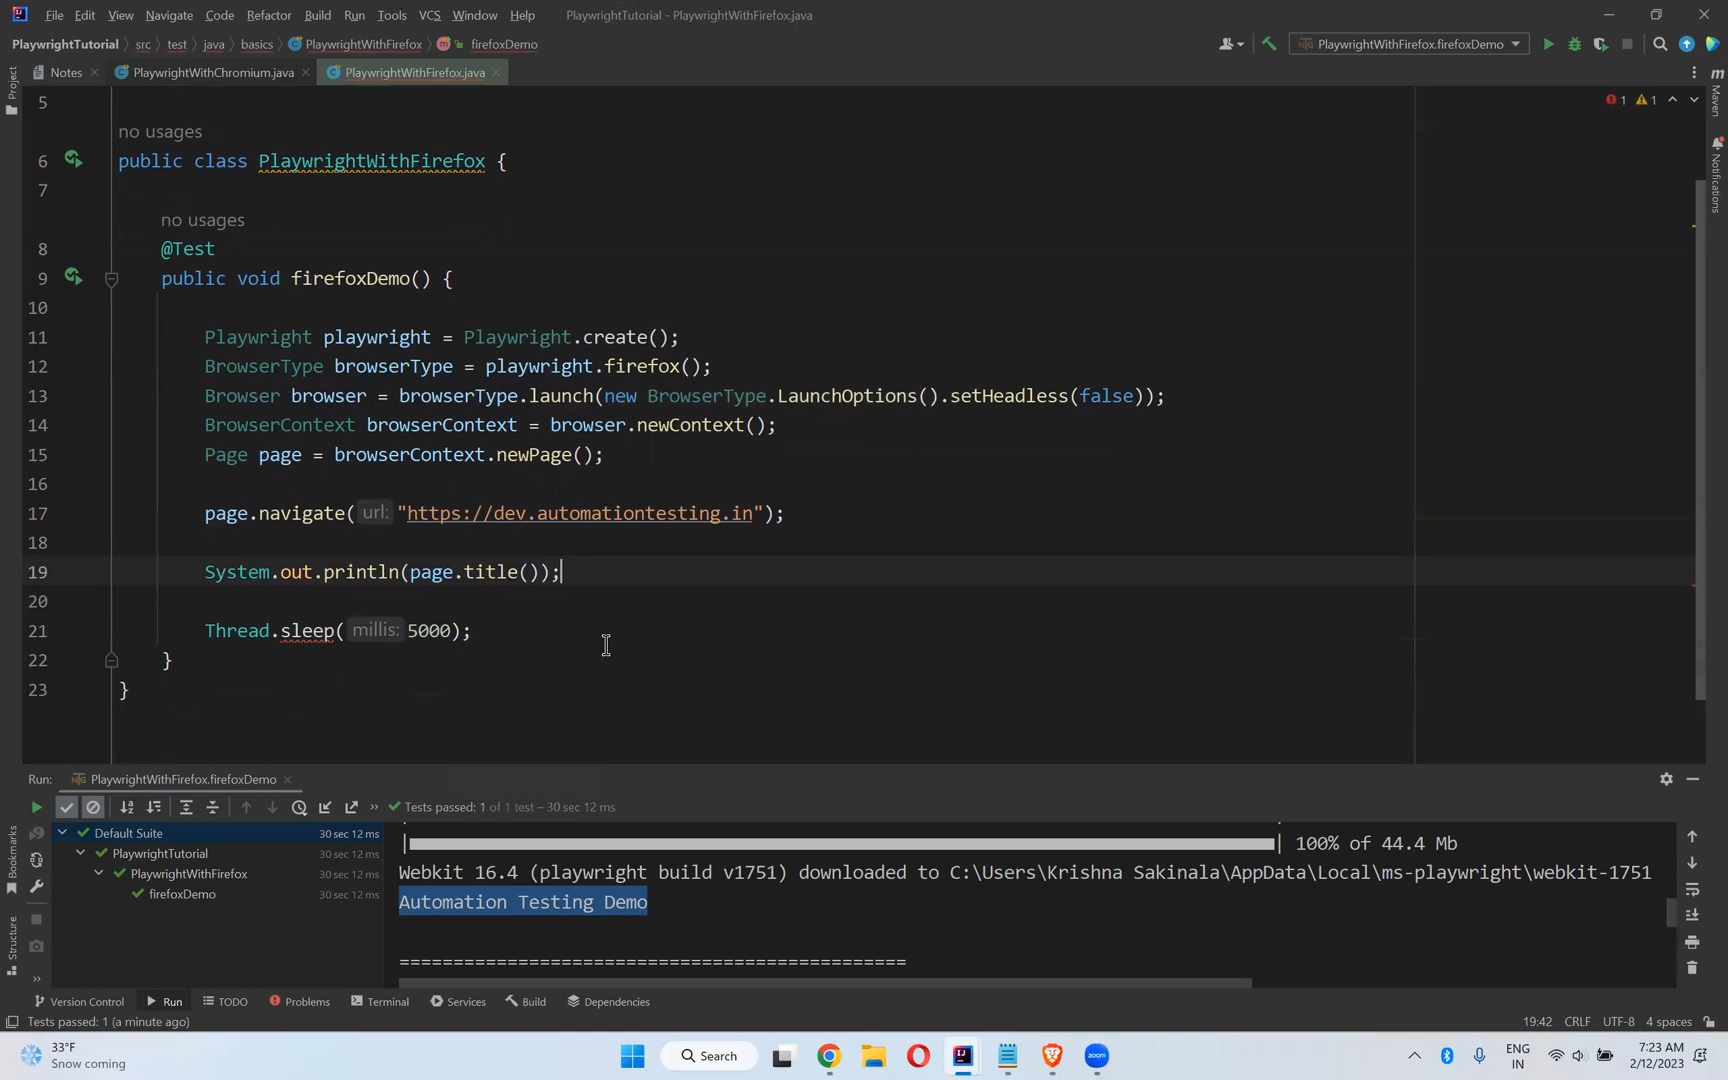 File Edit View Navigate Code Refactor Build Run Tools VCS Window Help PlaywrightTutorial - PlaywrightWithFirefox.java
PlaywrightTutorial src test java basics PlaywrightWithFirefox firefoxDemo PlaywrightWithFirefox.firefoxDemo
Notes PlaywrightWithChromium.java PlaywrightWithFirefox.java
Project
Maven
Notifications
1 1
5
no usages
6 public class PlaywrightWithFirefox {
7
no usages
8 @Test
9 public void firefoxDemo() {
10
11 Playwright playwright = Playwright.create();
12 BrowserType browserType = playwright.firefox();
13 Browser browser = browserType.launch(new BrowserType.LaunchOptions().setHeadless(false));
14 BrowserContext browserContext = browser.newContext();
15 Page page = browserContext.newPage();
16
17 page.navigate( url: "https://dev.automationtesting.in");
18
19 System.out.println(page.title());
20
21 Thread.sleep( millis: 5000);
22 }
23 }
Run: PlaywrightWithFirefox.firefoxDemo
Tests passed: 1 of 1 test – 30 sec 12 ms
Default Suite 30 sec 12 ms
PlaywrightTutorial 30 sec 12 ms
PlaywrightWithFirefox 30 sec 12 ms
firefoxDemo 30 sec 12 ms
| | 100% of 44.4 Mb
Webkit 16.4 (playwright build v1751) downloaded to C:\Users\Krishna Sakinala\AppData\Local\ms-playwright\webkit-1751
Automation Testing Demo
===============================================
Bookmarks
Structure
Version Control Run TODO Problems Terminal Services Build Dependencies
Tests passed: 1 (a minute ago) 19:42 CRLF UTF-8 4 spaces
33°F
Snow coming
Search
zoom
ENG
IN
7:23 AM
2/12/2023